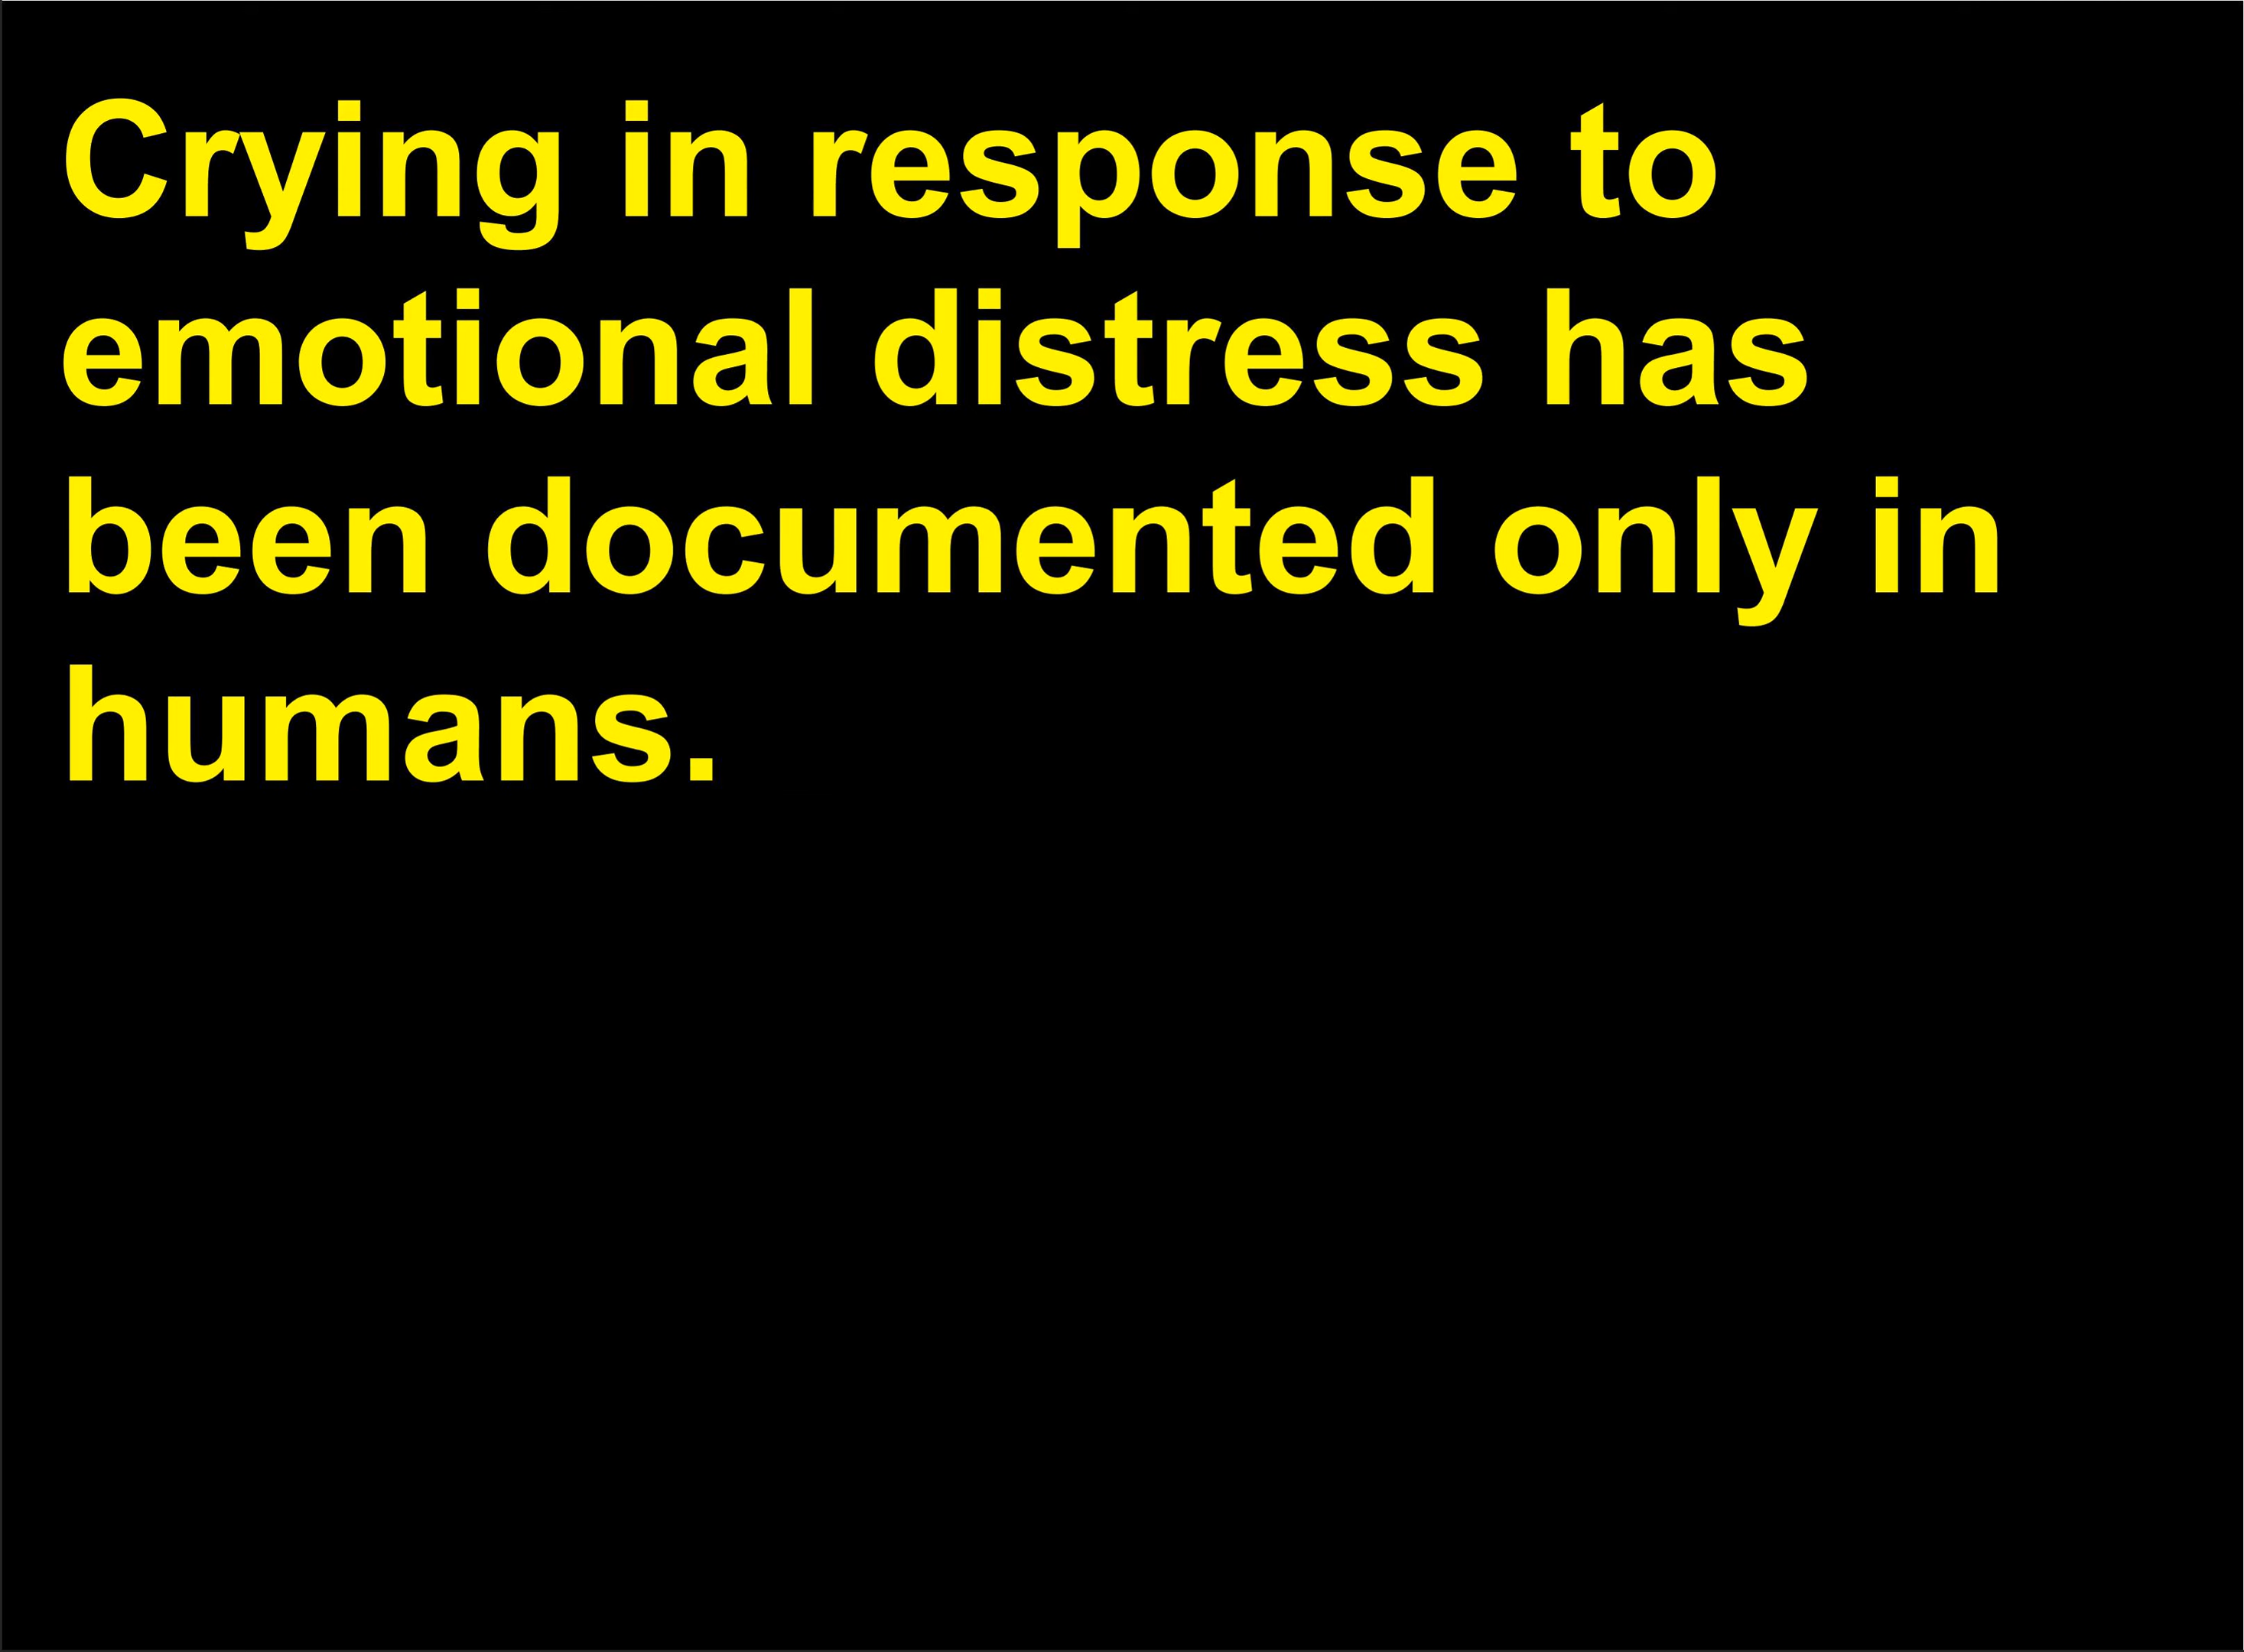 Crying in response to
emotional distress has
been documented only in
humans.